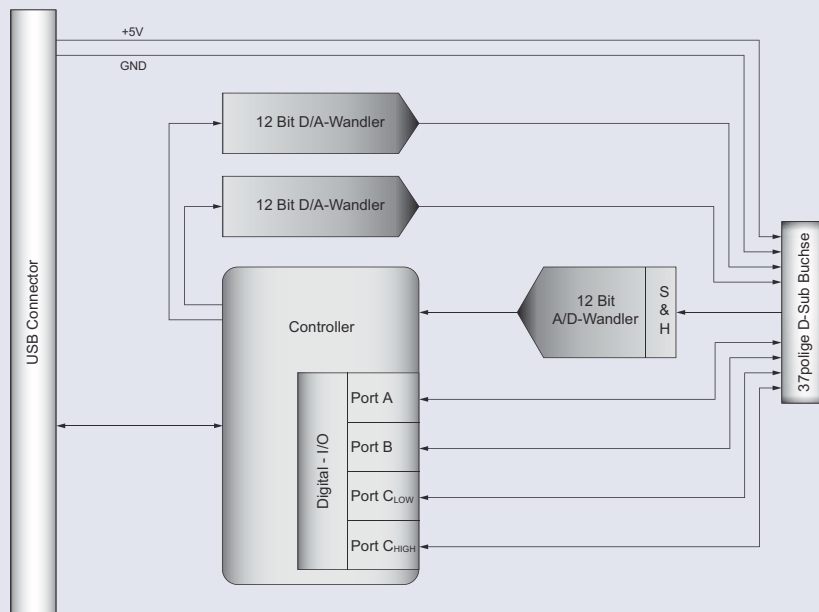 +5V
GND
12 Bit D/A-Wandler
12 Bit D/A-Wandler
USB Connector
Controller
12 Bit
A/D-Wandler
S
&
H
37polige D-Sub Buchse
Digital - I/O
Port A
Port B
Port CLOW
Port CHIGH